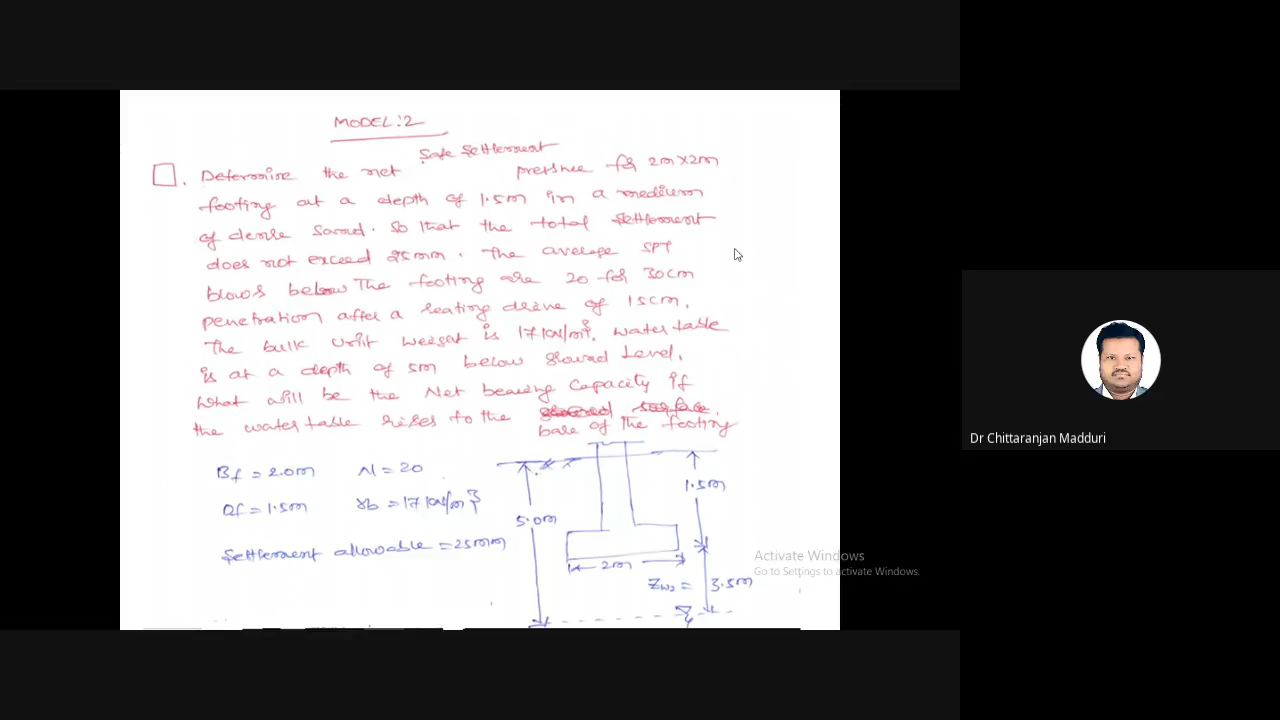 MODEL:2
safe settlement
Determine the net pressure for 2m x 2m
footing at a depth of 1.5m in a medium
of dense sand. so that the total settlement
does not exceed 25mm. The average SPT
blows below The footing are 20 for 30cm
penetration after a seating drive of 15cm.
The bulk unit weight is 17 kN/m³. water table
is at a depth of 5m below ground level.
What will be the Net bearing capacity if
the water table rises to the ground surface.
base of the footing
Bf = 2.0m N = 20
Df = 1.5m γb = 17 kN/m³
Settlement allowable = 25mm
1.5m
5.0m
2m
Zw₂ = 3.5m
Activate Windows
Go to Settings to activate Windows.
Dr Chittaranjan Madduri